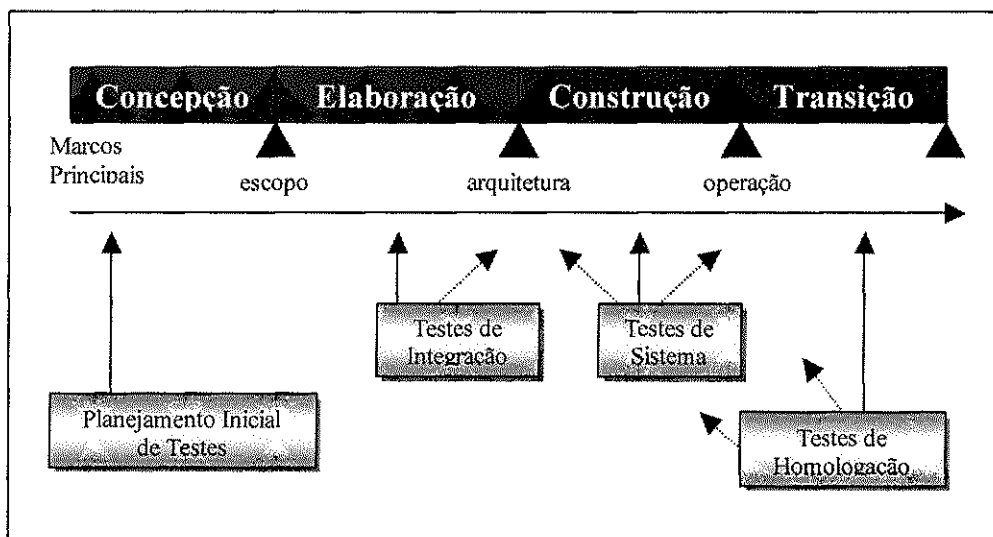 Concepção Elaboração Construção Transição
Marcos
Principais
escopo arquitetura operação
Testes de
Integração
Testes de
Sistema
Planejamento Inicial
de Testes
Testes de
Homologação